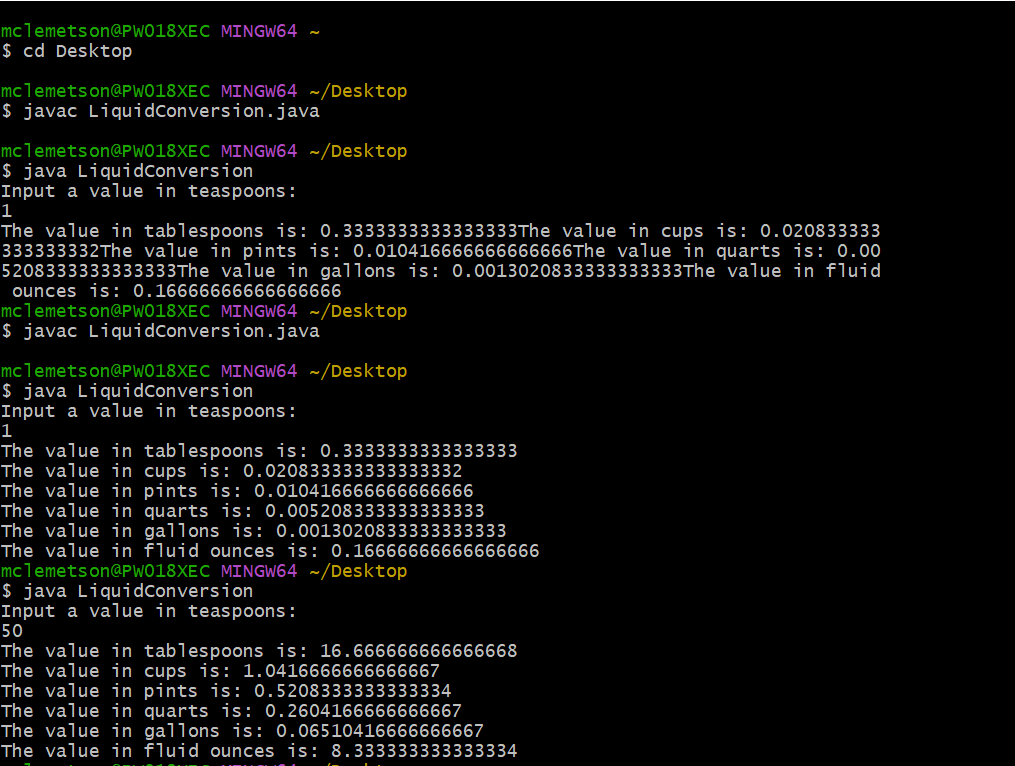 mclemetson@PW018XEC MINGW64 ~
$ cd Desktop
mclemetson@PW018XEC MINGW64 ~/Desktop
$ javac LiquidConversion.java
mclemetson@PW018XEC MINGW64 ~/Desktop
$ java LiquidConversion
Input a value in teaspoons:
1
The value in tablespoons is: 0.3333333333333333The value in cups is: 0.020833333
333333332The value in pints is: 0.010416666666666666The value in quarts is: 0.00
5208333333333333The value in gallons is: 0.0013020833333333333The value in fluid
 ounces is: 0.16666666666666666
mclemetson@PW018XEC MINGW64 ~/Desktop
$ javac LiquidConversion.java
mclemetson@PW018XEC MINGW64 ~/Desktop
$ java LiquidConversion
Input a value in teaspoons:
1
The value in tablespoons is: 0.3333333333333333
The value in cups is: 0.020833333333333332
The value in pints is: 0.010416666666666666
The value in quarts is: 0.005208333333333333
The value in gallons is: 0.0013020833333333333
The value in fluid ounces is: 0.16666666666666666
mclemetson@PW018XEC MINGW64 ~/Desktop
$ java LiquidConversion
Input a value in teaspoons:
50
The value in tablespoons is: 16.666666666666668
The value in cups is: 1.0416666666666667
The value in pints is: 0.5208333333333334
The value in quarts is: 0.2604166666666667
The value in gallons is: 0.06510416666666667
The value in fluid ounces is: 8.333333333333334